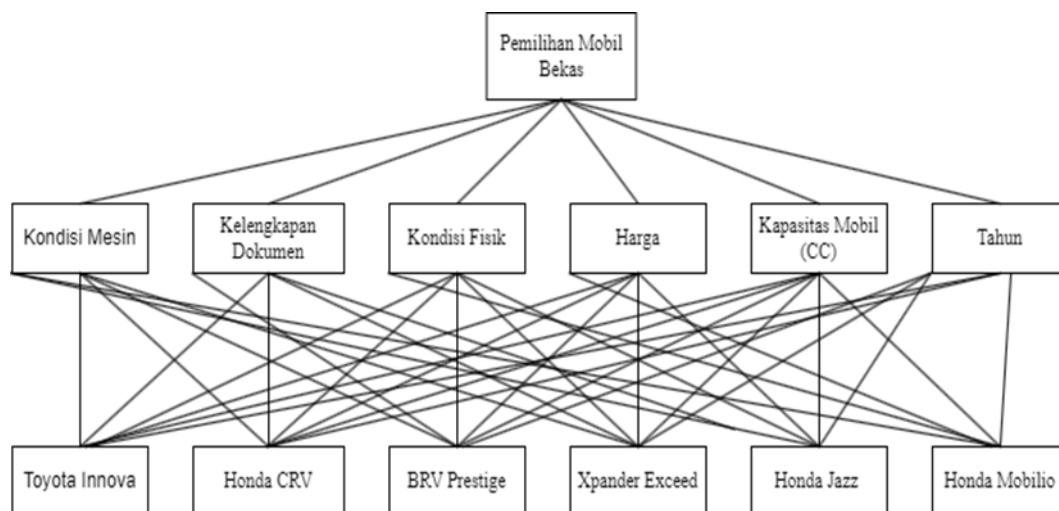 Pemilihan Mobil
Bekas
Kondisi Mesin
Kelengkapan
Dokumen
Kondisi Fisik
Harga
Kapasitas Mobil
(CC)
Tahun
Toyota Innova
Honda CRV
BRV Prestige
Xpander Exceed
Honda Jazz
Honda Mobilio